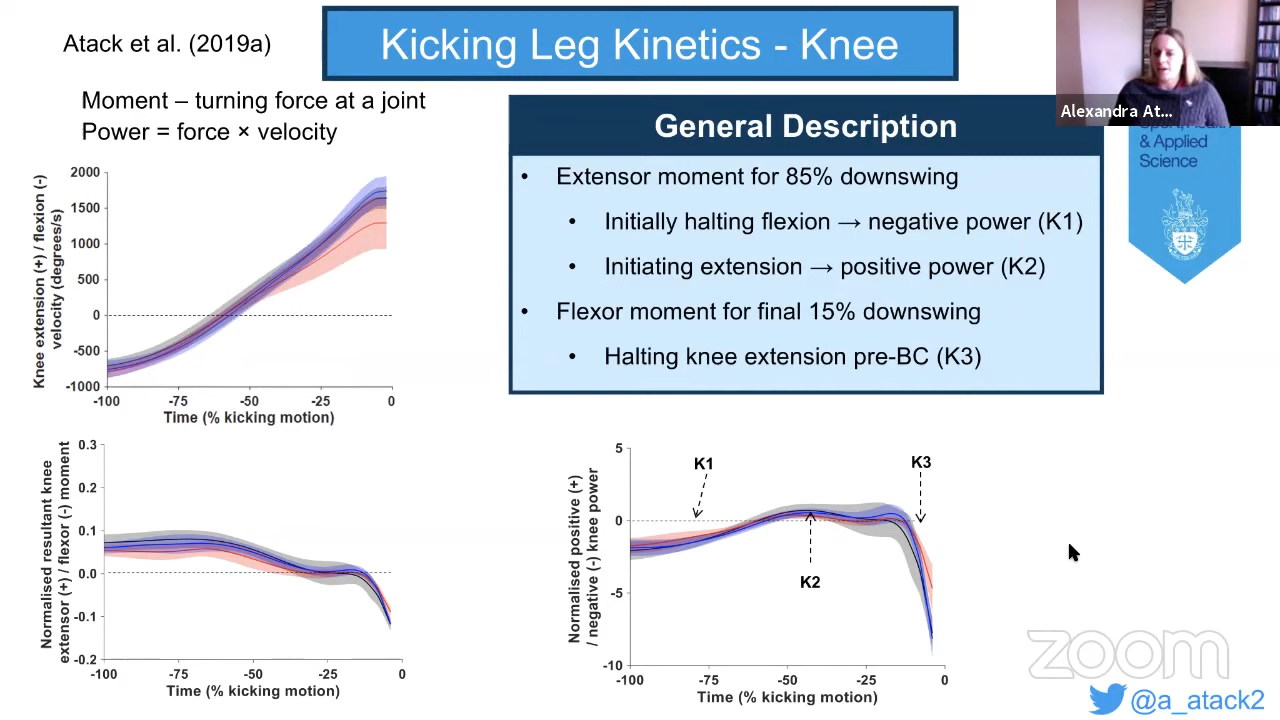 Atack et al. (2019a)
Kicking Leg Kinetics - Knee
Alexandra At...
Moment – turning force at a joint
Power = force × velocity
General Description
• Extensor moment for 85% downswing
• Initially halting flexion → negative power (K1)
• Initiating extension → positive power (K2)
• Flexor moment for final 15% downswing
• Halting knee extension pre-BC (K3)
Sport, Health
& Applied
Science
Knee extension (+) / flexion (-)
velocity (degrees/s)
2000
1500
1000
500
0
-500
-1000
-100 -75 -50 -25 0
Time (% kicking motion)
Normalised resultant knee
extensor (+) / flexor (-) moment
0.3
0.2
0.1
0.0
-0.1
-0.2
-100 -75 -50 -25 0
Time (% kicking motion)
Normalised positive (+)
/ negative (-) knee power
5
0
-5
-10
K1
K3
K2
-100 -75 -50 -25 0
Time (% kicking motion)
zoom
@a_atack2